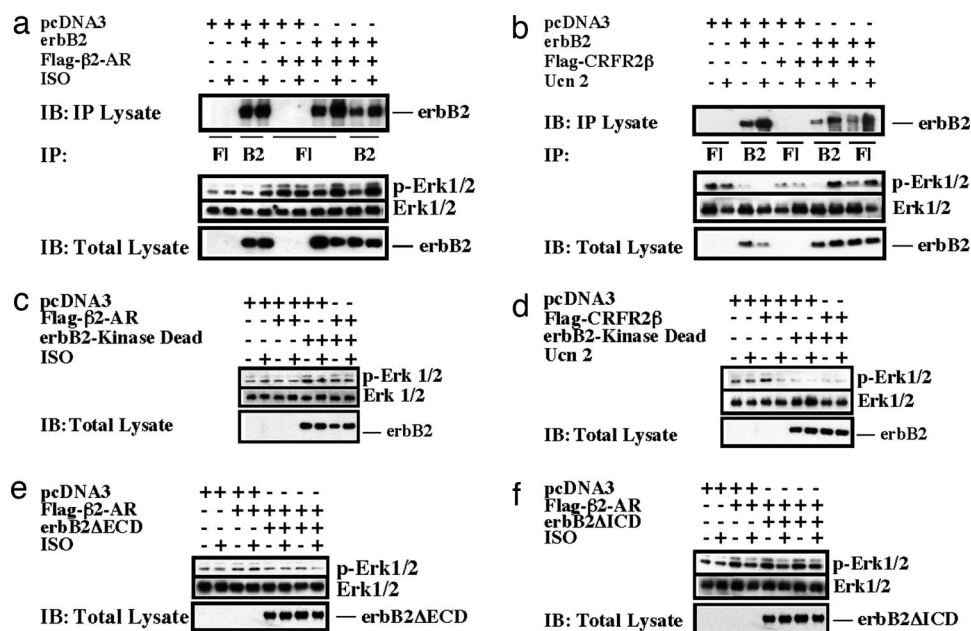 a
pcDNA3 + + + + + + - - - -
erbB2 - - + + - - + + + +
Flag-β2-AR - - - - + + + + + +
ISO - + - + - + - + - +
IB: IP Lysate — erbB2
IP: Fl B2 Fl B2
p-Erk1/2
Erk1/2
IB: Total Lysate — erbB2
b
pcDNA3 + + + + + + - - - -
erbB2 - - + + - - + + + +
Flag-CRFR2β - - - - + + + + + +
Ucn 2 - + - + - + - + - +
IB: IP Lysate — erbB2
IP: Fl B2 Fl B2 Fl
p-Erk1/2
Erk1/2
IB: Total Lysate — erbB2
c
pcDNA3 + + + + + + - -
Flag-β2-AR - - + + - - + +
erbB2-Kinase Dead - - - - + + + +
ISO - + - + - + - +
p-Erk 1/2
Erk 1/2
IB: Total Lysate — erbB2
d
pcDNA3 + + + + + + - -
Flag-CRFR2β - - + + - - + +
erbB2-Kinase Dead - - - - + + + +
Ucn 2 - + - + - + - +
p-Erk1/2
Erk1/2
IB: Total Lysate — erbB2
e
pcDNA3 + + + + - - - -
Flag-β2-AR - - + + + + + +
erbB2ΔECD - - - - + + + +
ISO - + - + - + - +
p-Erk1/2
Erk1/2
IB: Total Lysate — erbB2ΔECD
f
pcDNA3 + + + + - - - -
Flag-β2-AR - - + + + + + +
erbB2ΔICD - - - - + + + +
ISO - + - + - + - +
p-Erk1/2
Erk1/2
IB: Total Lysate — erbB2ΔICD